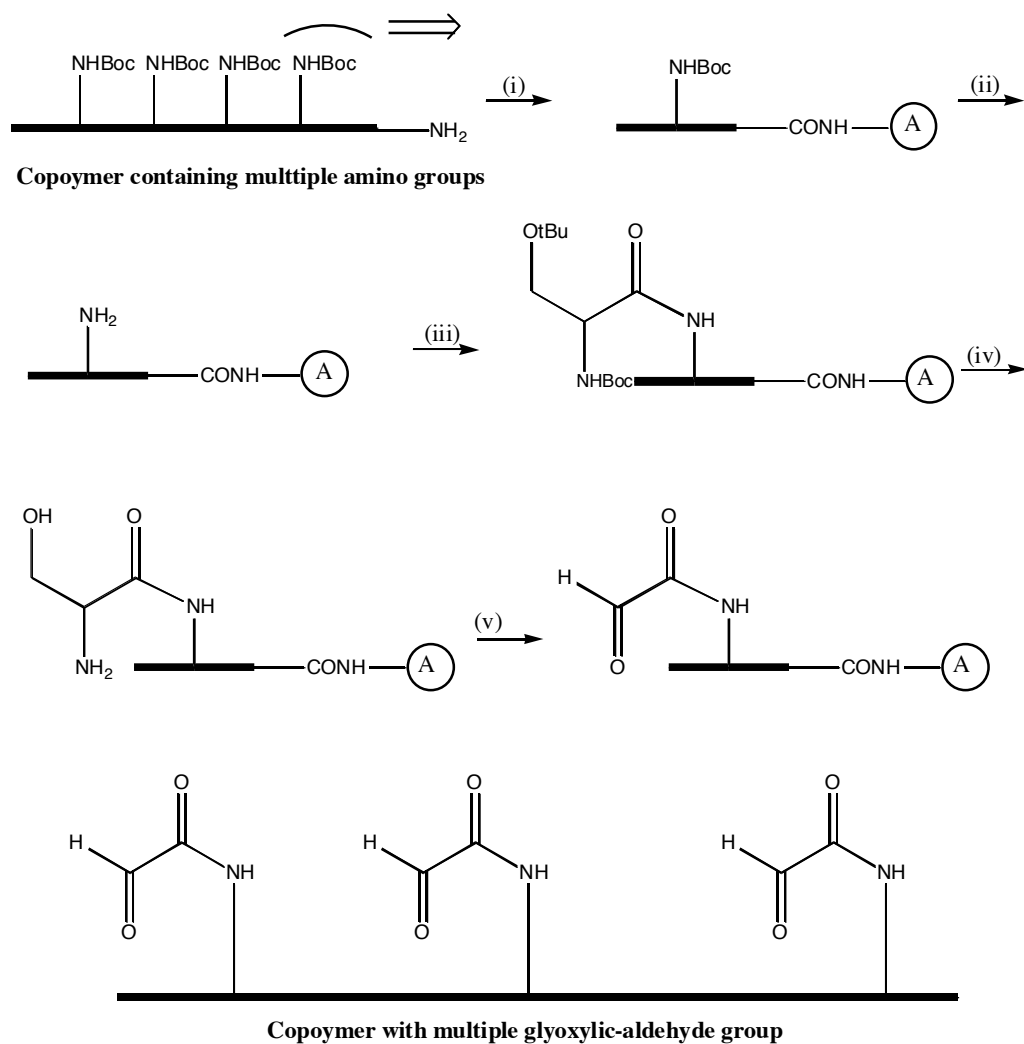 NHBoc NHBoc NHBoc NHBoc
NH2
(i)
NHBoc
CONH A
(ii)
Copoymer containing multtiple amino groups
NH2
CONH A
(iii)
OtBu O
NH
NHBoc
CONH A
(iv)
OH O
NH
NH2
CONH A
(v)
O
H
NH
O
CONH A
O O O
H NH H NH H NH
O O O
Copoymer with multiple glyoxylic-aldehyde group